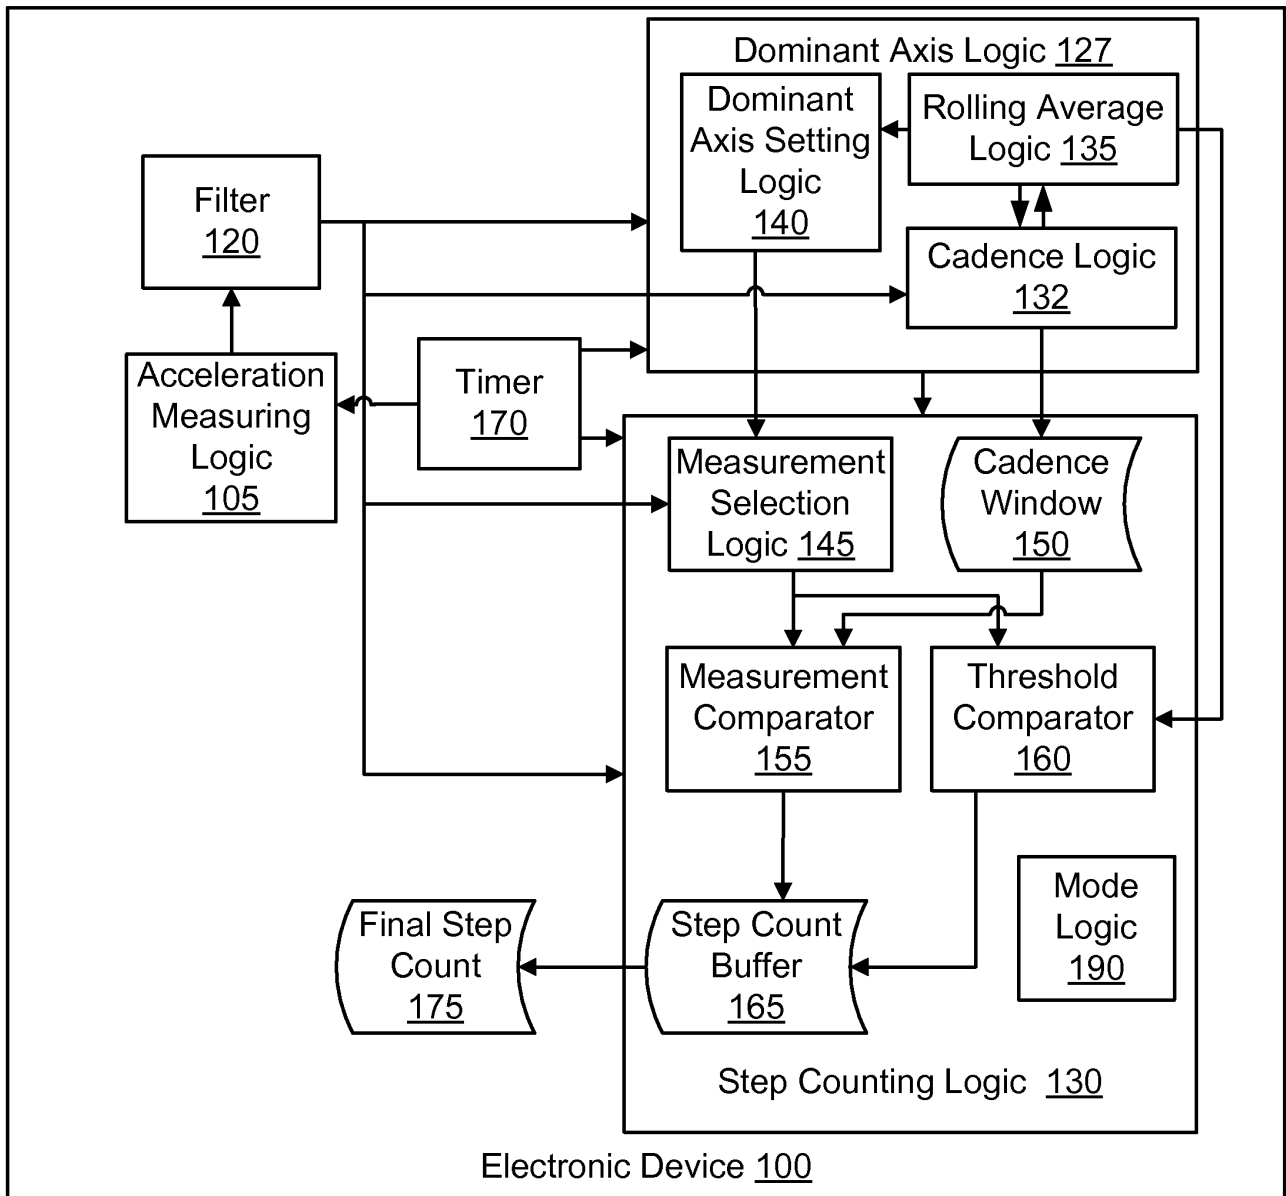 Dominant Axis Logic 127
Dominant
Axis Setting
Logic
140
Rolling Average
Logic 135
Filter
120
Cadence Logic
132
Acceleration
Measuring
Logic
105
Timer
170
Measurement
Selection
Logic 145
Cadence
Window
150
Measurement
Comparator
155
Threshold
Comparator
160
Mode
Logic
190
Final Step
Count
175
Step Count
Buffer
165
Step Counting Logic 130
Electronic Device 100